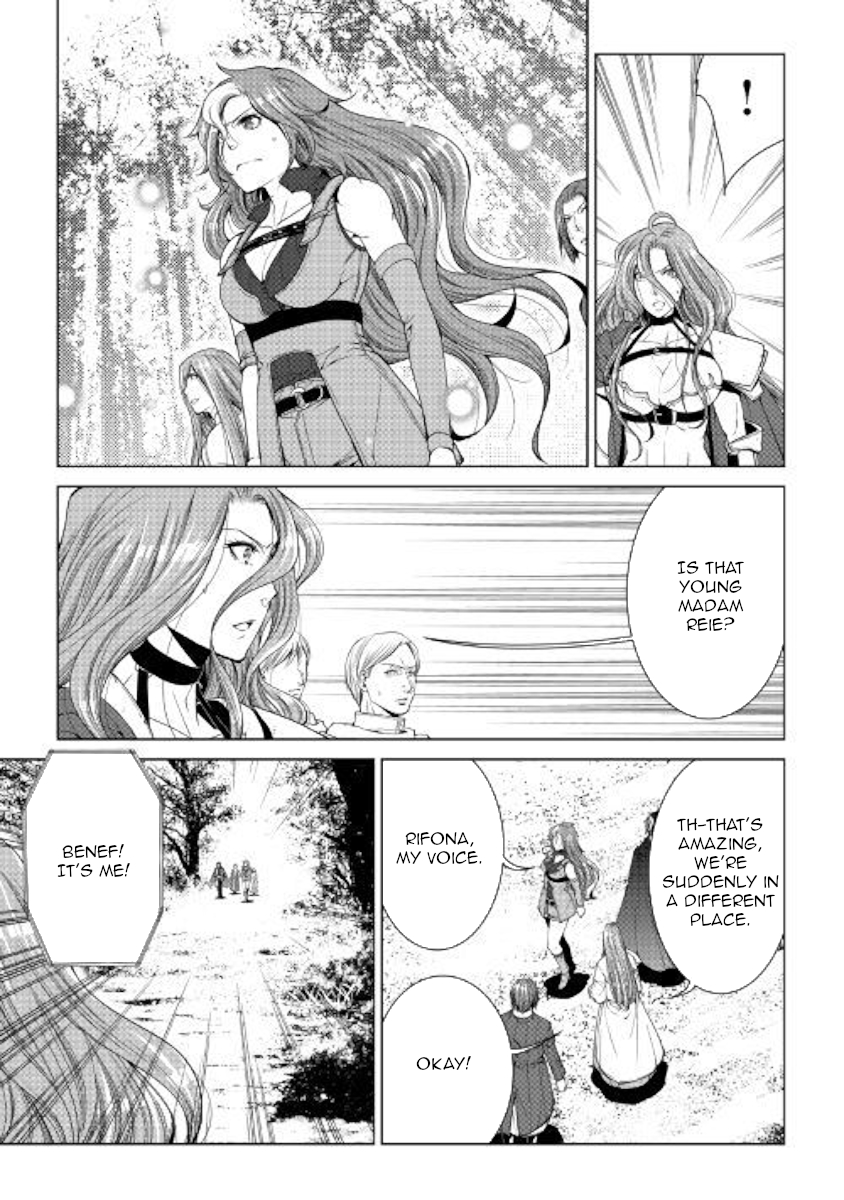 !
IS THAT
YOUNG
MADAM
REIE?
TH-THAT'S
AMAZING,
WE'RE
SUDDENLY IN
A DIFFERENT
PLACE.
RIFONA,
MY VOICE.
OKAY!
BENEF!
IT'S ME!